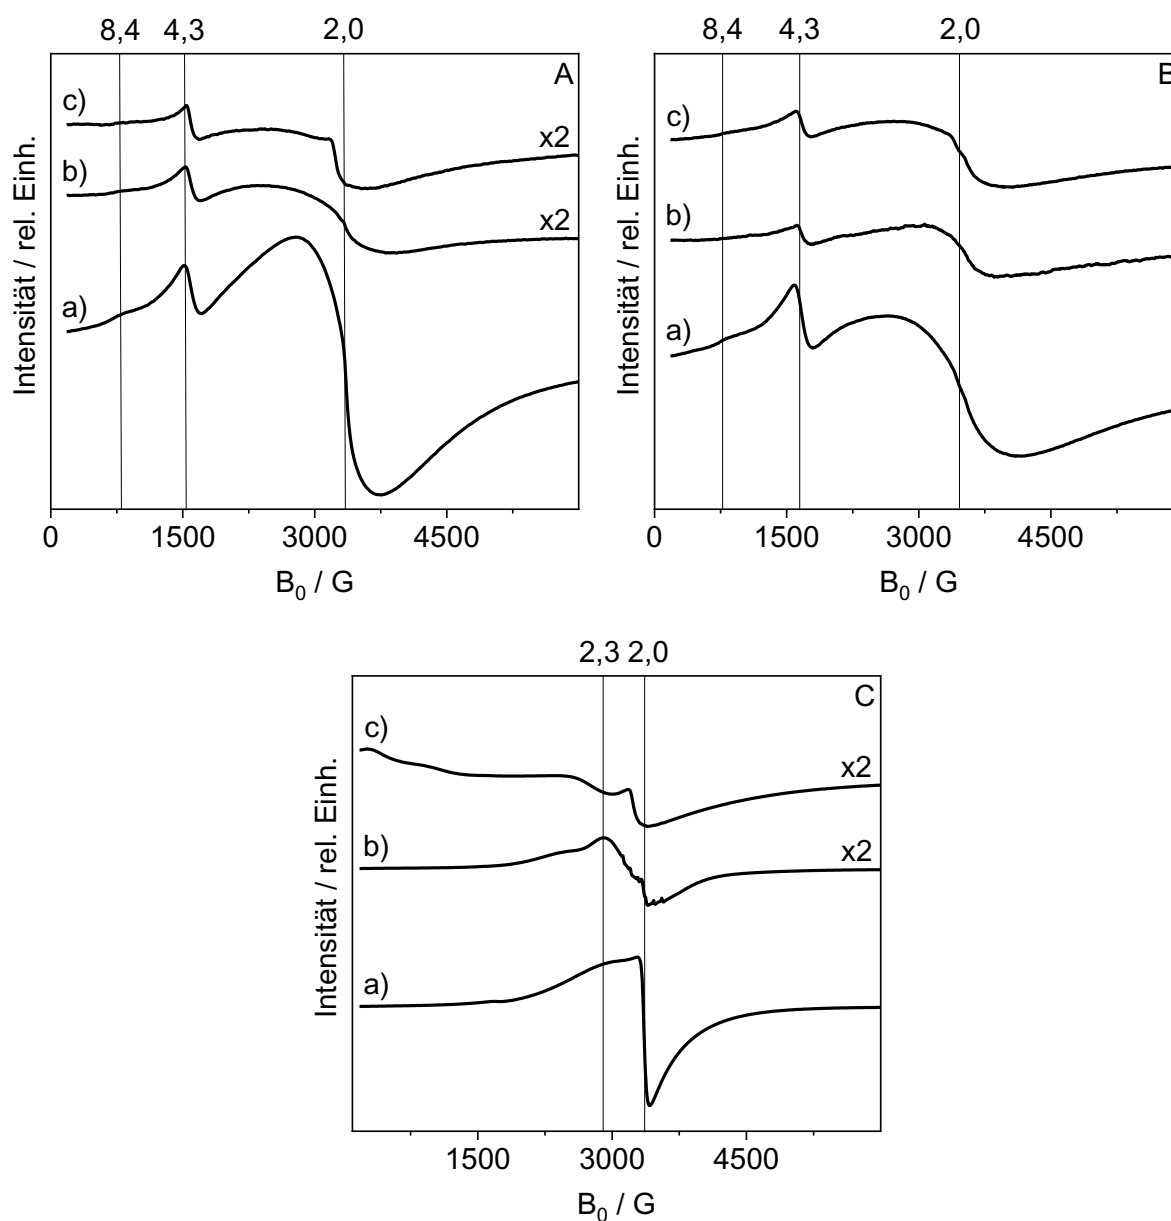 8,4 4,3 2,0
A
c)
x2
b)
x2
a)
Intensität / rel. Einh.
0 1500 3000 4500
B₀ / G
8,4 4,3 2,0
B
c)
b)
a)
Intensität / rel. Einh.
0 1500 3000 4500
B₀ / G
2,3 2,0
C
c)
x2
b)
x2
a)
Intensität / rel. Einh.
1500 3000 4500
B₀ / G